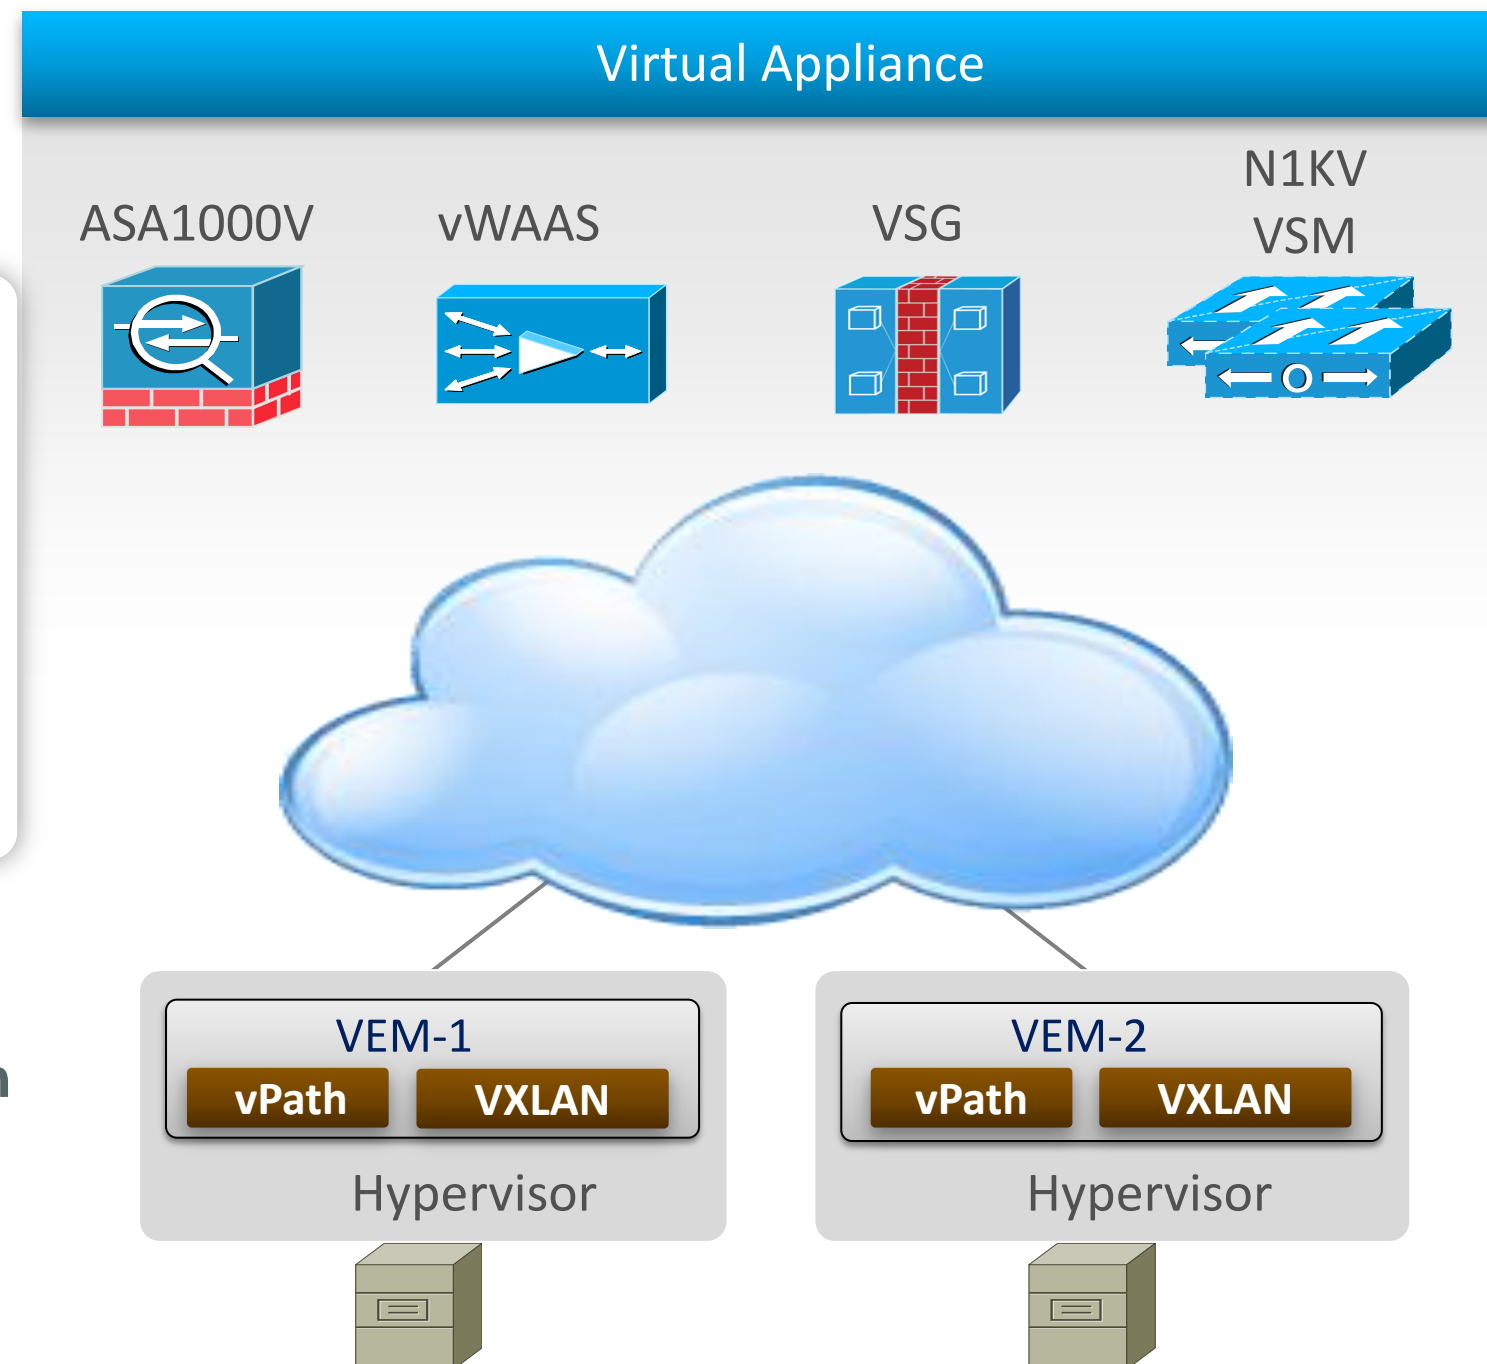 Virtual Appliance
ASA1000V
vWAAS
VSG
N1KV
VSM
VEM-1
vPath
VXLAN
Hypervisor
VEM-2
vPath
VXLAN
Hypervisor